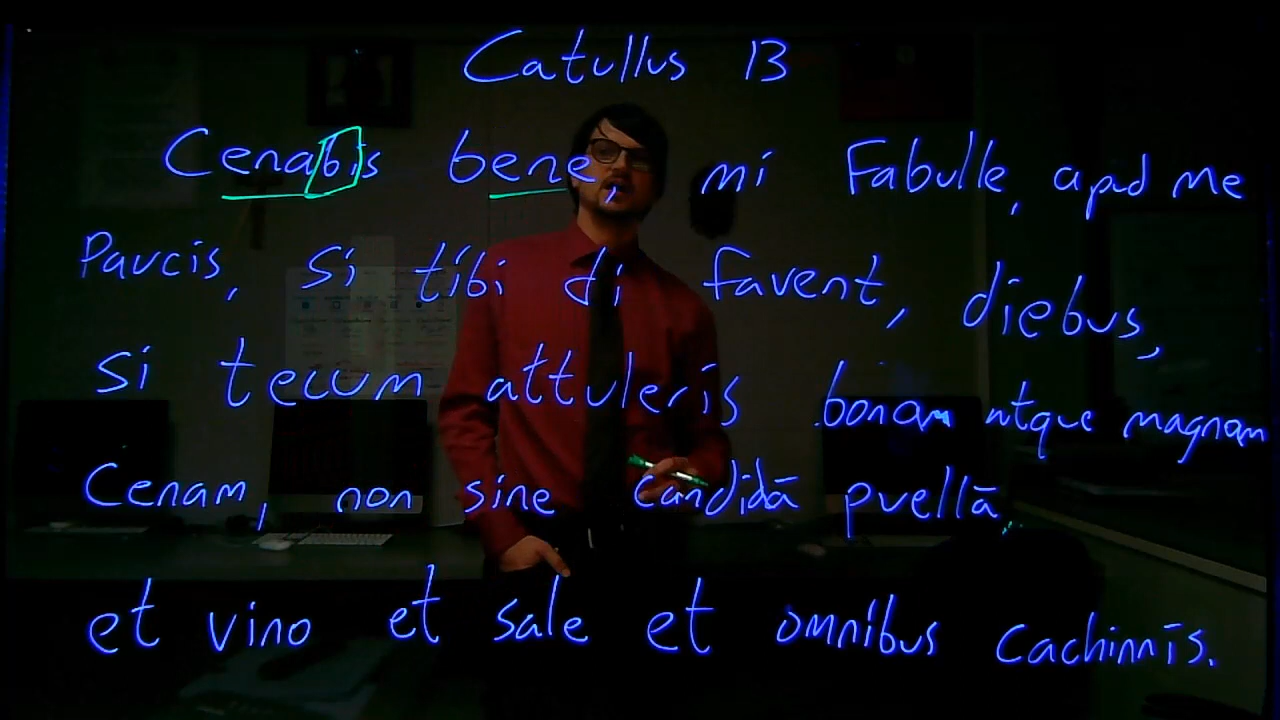 Catullus 13
Cenabis bene, mi Fabulle, apud me
Paucis, si tibi di favent, diebus,
si tecum attuleris bonam atque magnam
Cenam, non sine candidā puellā,
et vino et sale et omnibus cachinnis.